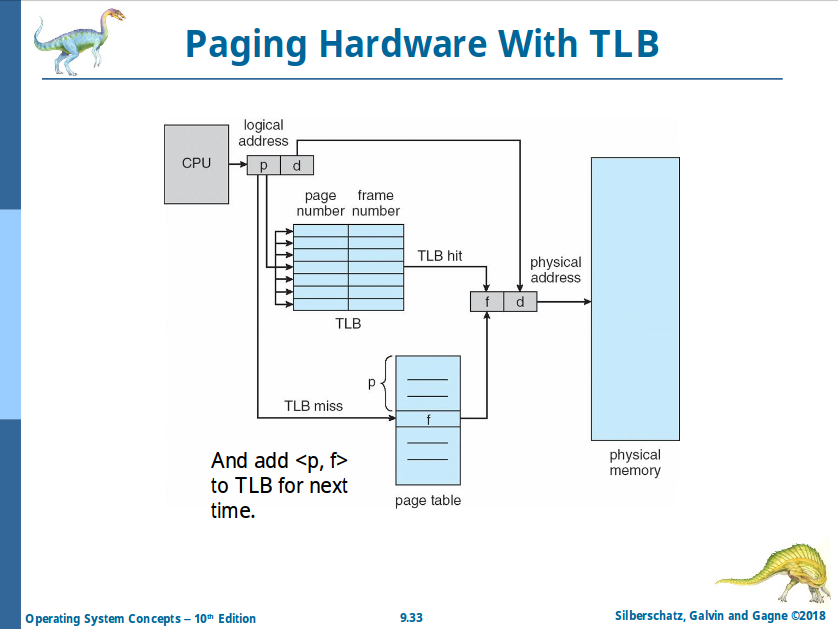 Paging Hardware With TLB
logical
address
CPU
p
d
page
number
frame
number
TLB hit
physical
address
f
d
TLB
p
TLB miss
f
And add <p, f>
to TLB for next
time.
page table
physical
memory
Operating System Concepts – 10th Edition
9.33
Silberschatz, Galvin and Gagne ©2018